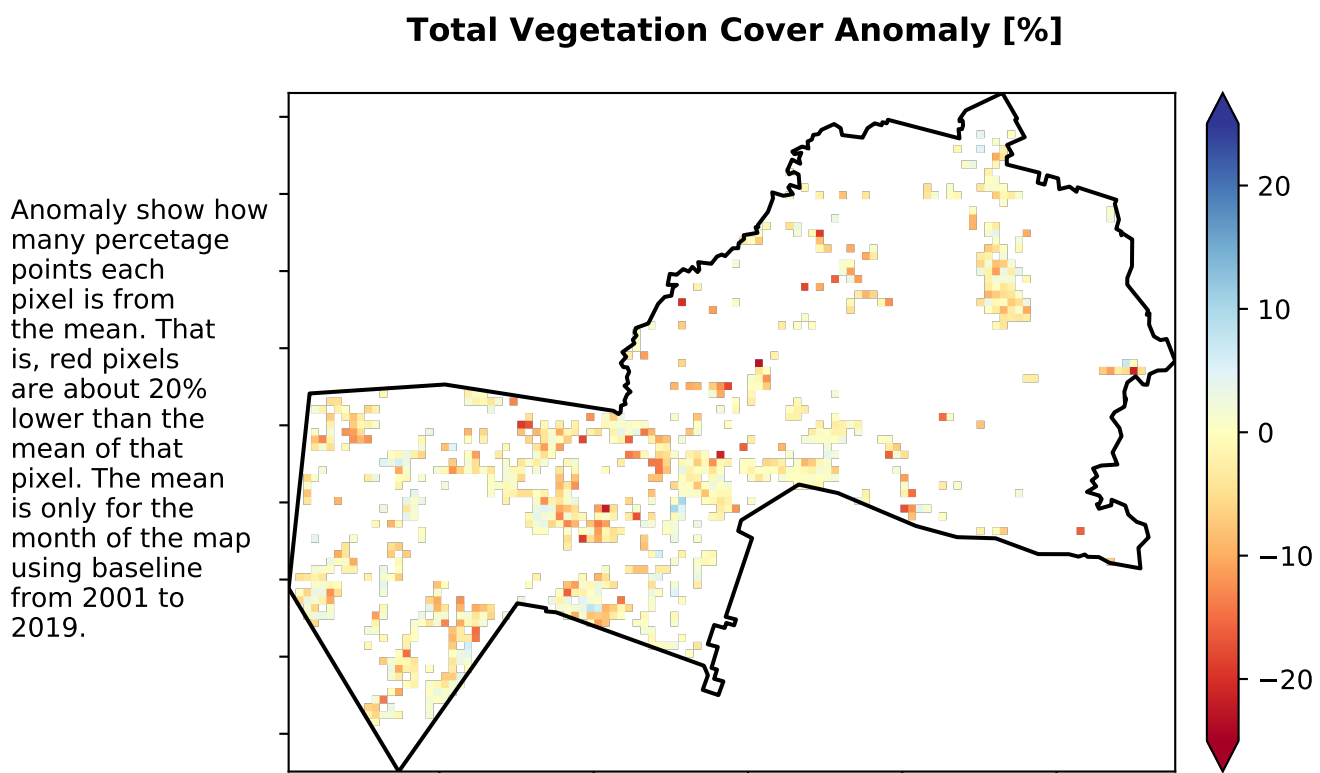 Total Vegetation Cover Anomaly [%]
Anomaly show how
many percetage
points each
pixel is from
the mean. That
is, red pixels
are about 20%
lower than the
mean of that
pixel. The mean
is only for the
month of the map
using baseline
from 2001 to
2019.
20
10
0
−10
−20